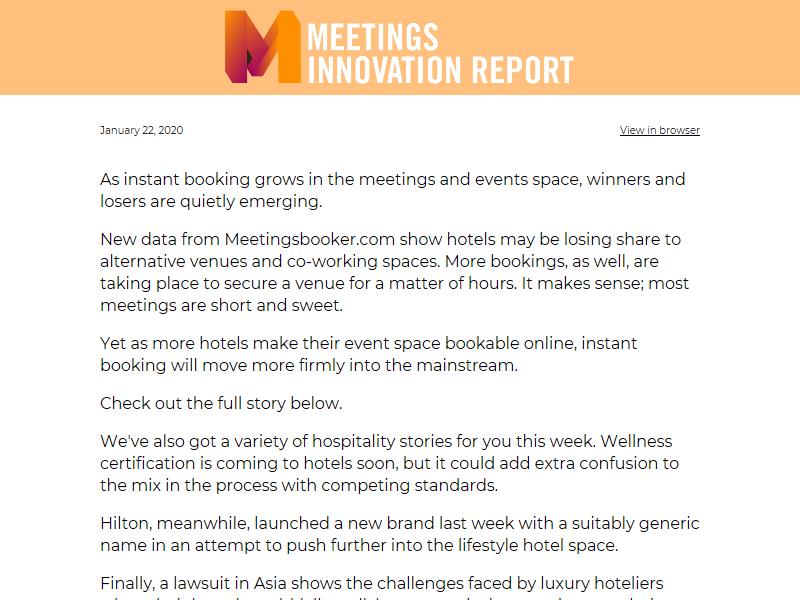 MEETINGS
INNOVATION REPORT
January 22, 2020
View in browser
As instant booking grows in the meetings and events space, winners and
losers are quietly emerging.
New data from Meetingsbooker.com show hotels may be losing share to
alternative venues and co-working spaces. More bookings, as well, are
taking place to secure a venue for a matter of hours. It makes sense; most
meetings are short and sweet.
Yet as more hotels make their event space bookable online, instant
booking will move more firmly into the mainstream.
Check out the full story below.
We've also got a variety of hospitality stories for you this week. Wellness
certification is coming to hotels soon, but it could add extra confusion to
the mix in the process with competing standards.
Hilton, meanwhile, launched a new brand last week with a suitably generic
name in an attempt to push further into the lifestyle hotel space.
Finally, a lawsuit in Asia shows the challenges faced by luxury hoteliers